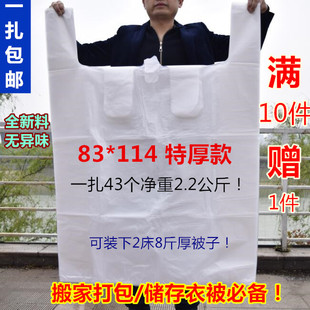 一扎
包邮
全新料
无异味
满
10件
赠
1件
83*114 特厚款
一扎43个净重2.2公斤！
可装下2床8斤厚被子！
搬家打包/储存衣被必备！